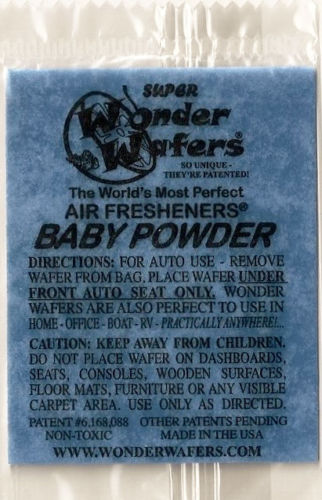 SUPER
Wonder
Wafers®
SO UNIQUE -
THEY'RE PATENTED!
The World's Most Perfect
AIR FRESHENERS®
BABY POWDER
DIRECTIONS: FOR AUTO USE - REMOVE
WAFER FROM BAG, PLACE WAFER UNDER
FRONT AUTO SEAT ONLY. WONDER
WAFERS ARE ALSO PERFECT TO USE IN
HOME - OFFICE - BOAT - RV - PRACTICALLY ANYWHERE!...
CAUTION: KEEP AWAY FROM CHILDREN.
DO NOT PLACE WAFER ON DASHBOARDS,
SEATS, CONSOLES, WOODEN SURFACES,
FLOOR MATS, FURNITURE OR ANY VISIBLE
CARPET AREA. USE ONLY AS DIRECTED.
PATENT #6,168,088 OTHER PATENTS PENDING
NON-TOXIC MADE IN THE USA
WWW.WONDERWAFERS.COM